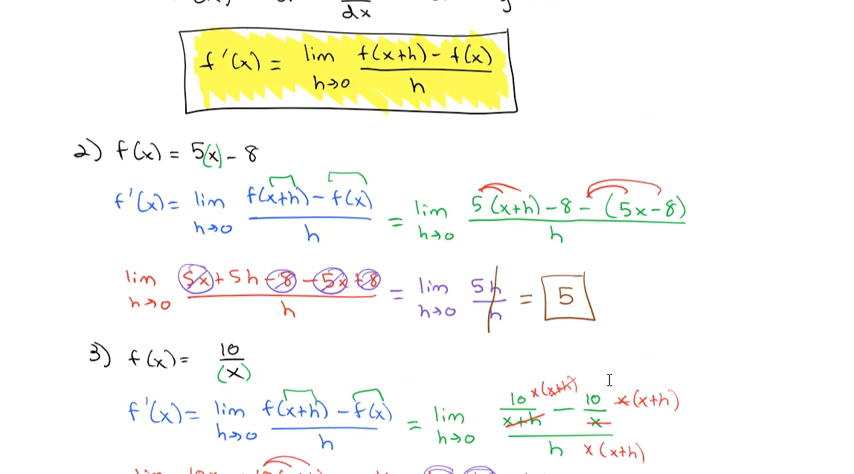 dx
f'(x) = lim h→0 f(x+h) - f(x) / h
2) f(x) = 5(x) - 8
f'(x) = lim h→0 f(x+h) - f(x) / h = lim h→0 5(x+h) - 8 - (5x - 8) / h
lim h→0 5x + 5h - 8 - 5x + 8 / h = lim h→0 5h / h = 5
3) f(x) = 10 / (x)
f'(x) = lim h→0 f(x+h) - f(x) / h = lim h→0 10 / x+h x(x+h) - 10 / x x(x+h) / h x(x+h)